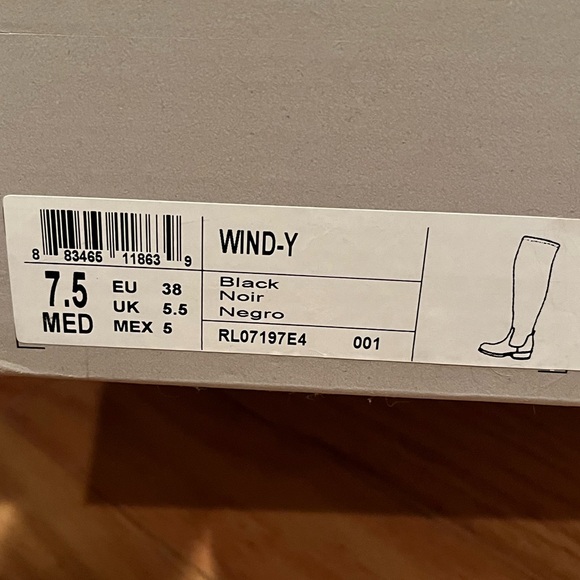 8 83465 11863 9
7.5
MED
EU 38
UK 5.5
MEX 5
WIND-Y
Black
Noir
Negro
RL07197E4 001